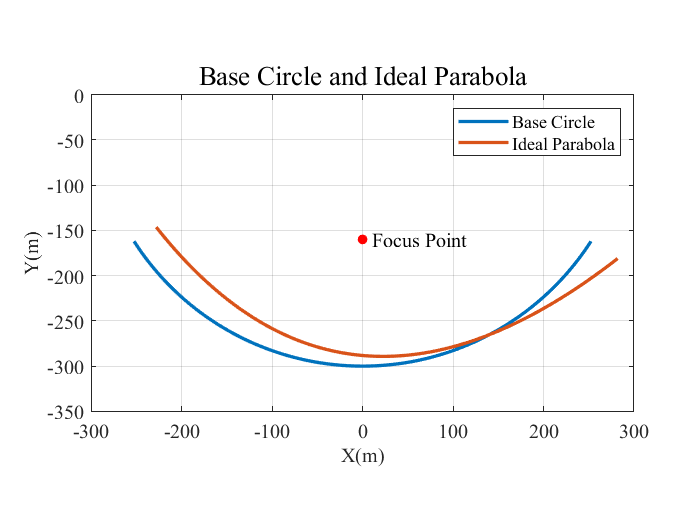 Base Circle and Ideal Parabola
0
-50
-100
-150
-200
-250
-300
-350
Y(m)
Base Circle
Ideal Parabola
Focus Point
-300 -200 -100 0 100 200 300
X(m)